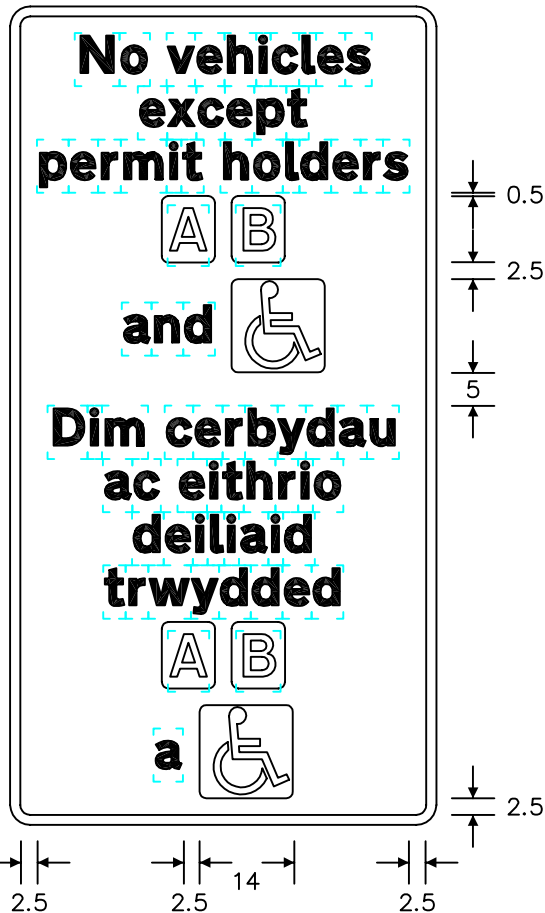 No vehicles
except
permit holders
A B
and
Dim cerbydau
ac eithrio
deiliaid
trwydded
A B
a
0.5
2.5
5
2.5
14
2.5 2.5 2.5